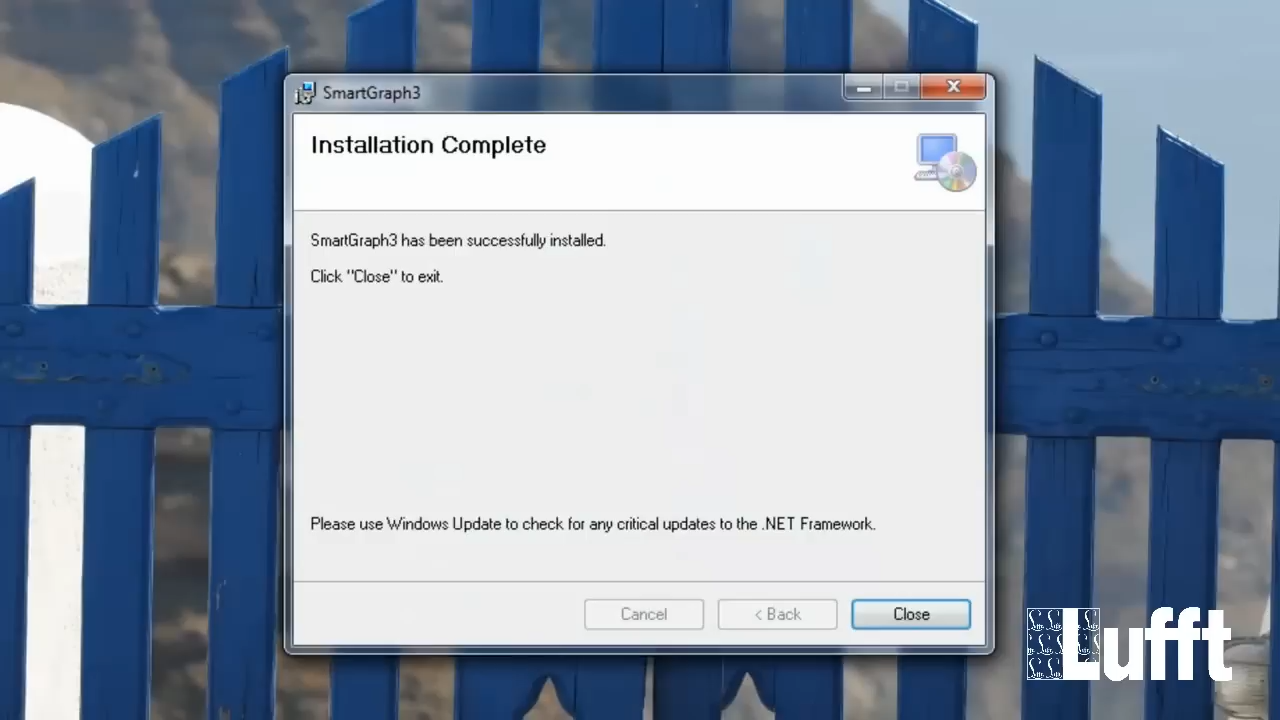 SmartGraph3
Installation Complete
SmartGraph3 has been successfully installed.
Click "Close" to exit.
Please use Windows Update to check for any critical updates to the .NET Framework.
Cancel
< Back
Close
Lufft